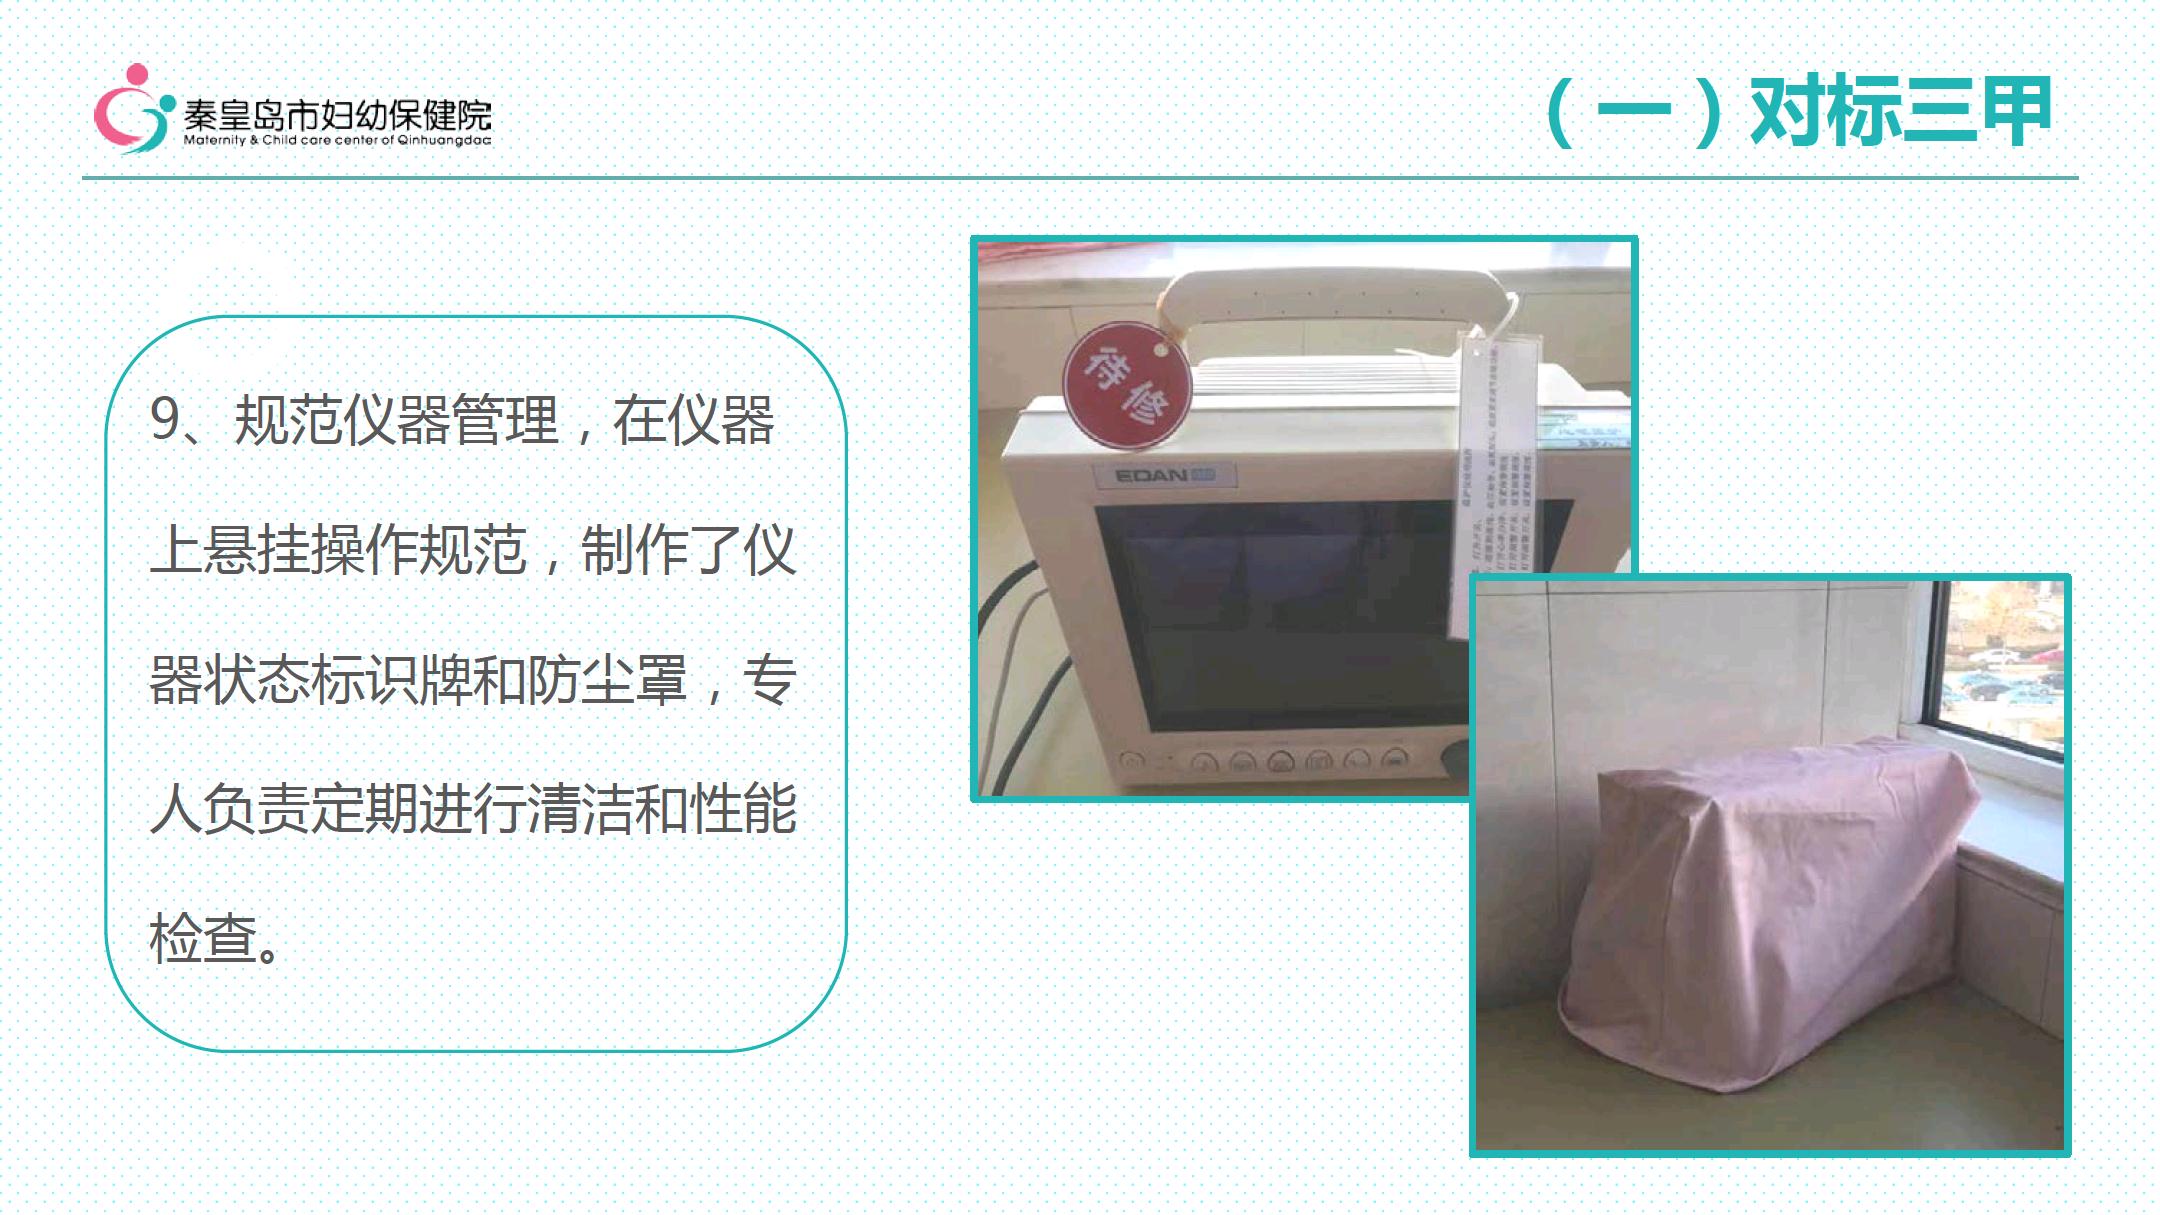 秦皇岛市妇幼保健院
Maternity & Child care center of Qinhuangdao
（一）对标三甲
9、规范仪器管理，在仪器
上悬挂操作规范，制作了仪
器状态标识牌和防尘罩，专
人负责定期进行清洁和性能
检查。
待修
EDAN